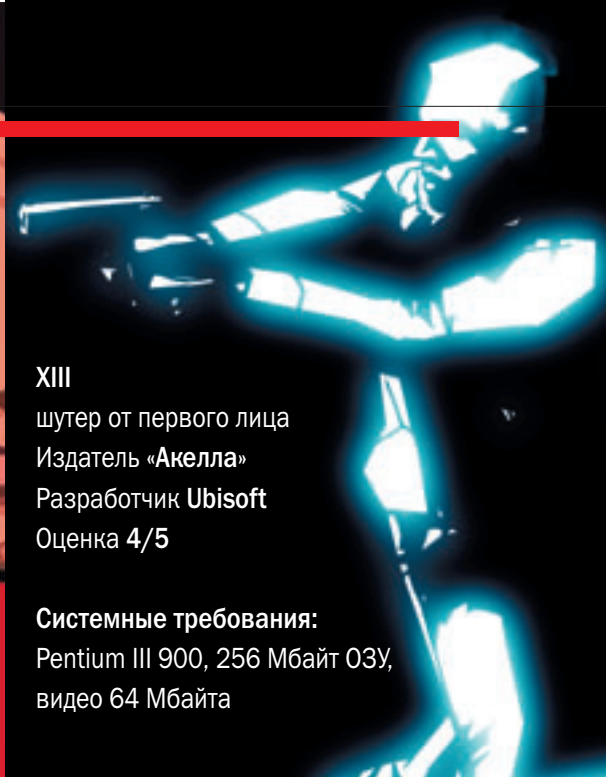 XIII
шутер от первого лица
Издатель «Акелла»
Разработчик Ubisoft
Оценка 4/5
Системные требования:
Pentium III 900, 256 Мбайт ОЗУ,
видео 64 Мбайта